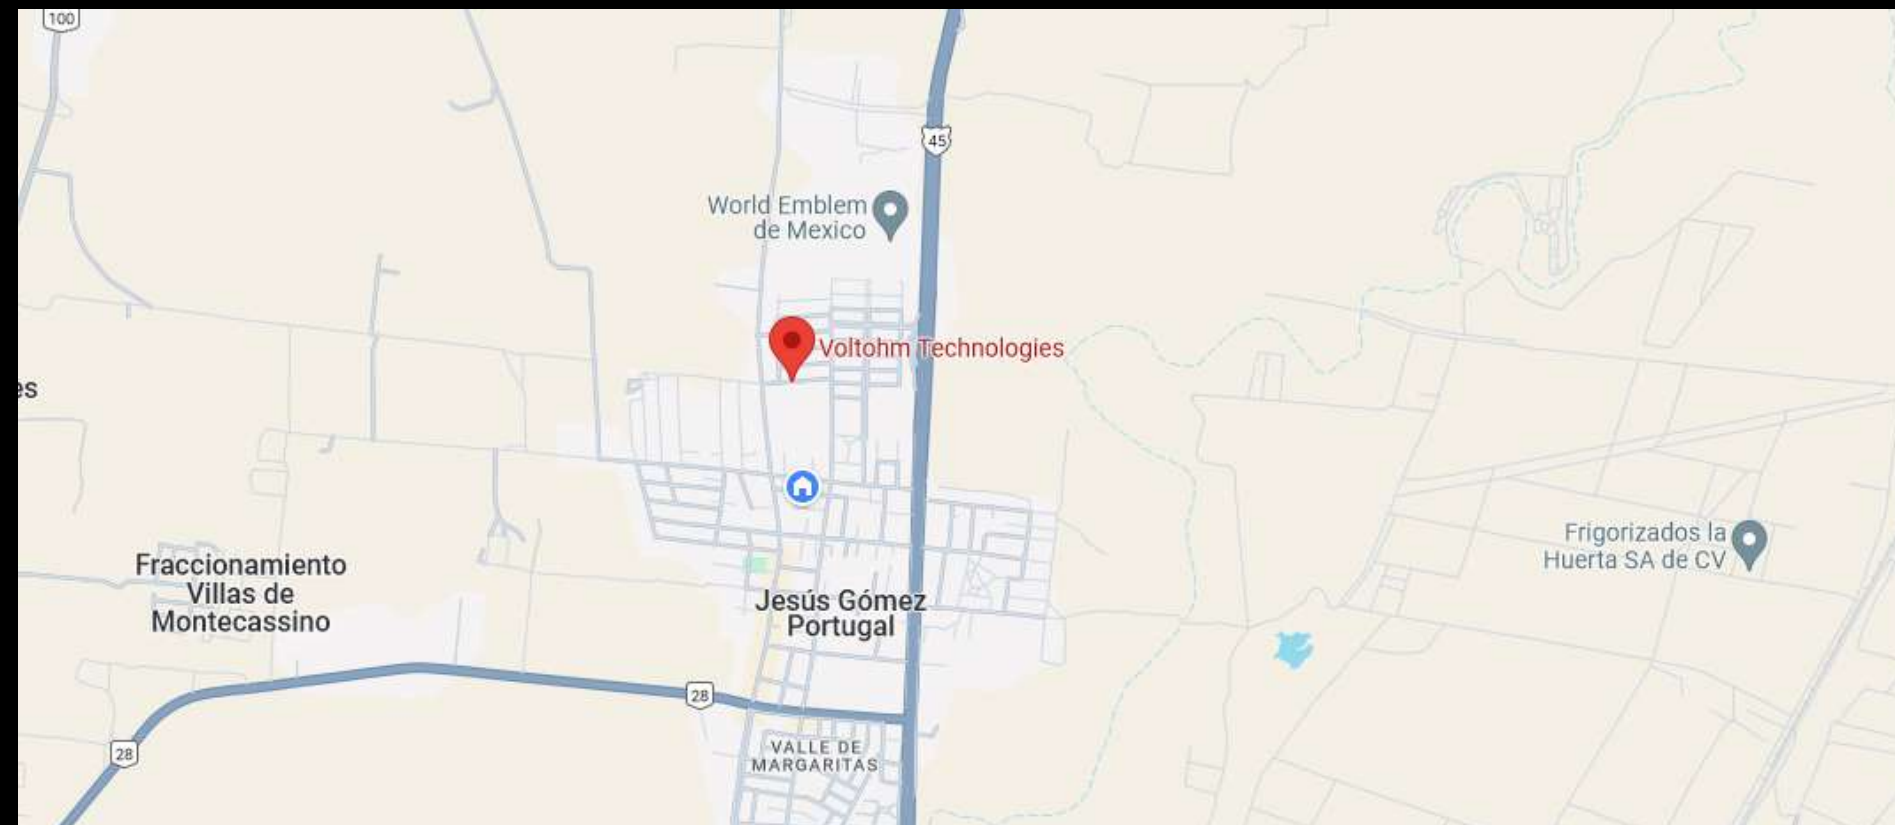 100
45
World Emblem
de Mexico
Voltohm Technologies
es
Frigorizados la
Huerta SA de CV
Fraccionamiento
Villas de
Montecassino
Jesús Gómez
Portugal
28
28
VALLE DE
MARGARITAS